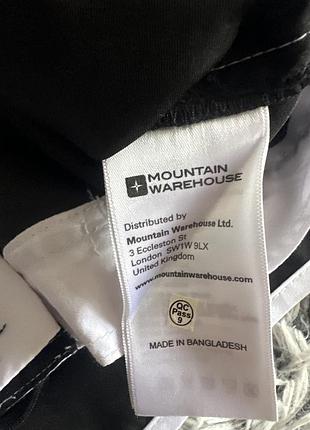 MOUNTAIN
WAREHOUSE
Distributed by
Mountain Warehouse Ltd.
3 Eccleston St
London SW1W 9LX
United Kingdom
www.mountainwarehouse.com
QC
Pass
9
MADE IN BANGLADESH